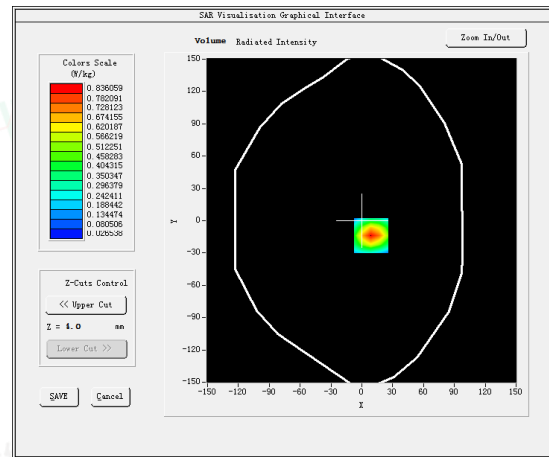 SAR Visualisation Graphical Interface
Volume Radiated Intensity
Zoom In/Out
Colors Scale
(W/kg)
0.836059
0.782091
0.728123
0.674155
0.620187
0.566219
0.512251
0.458283
0.404315
0.350347
0.296379
0.242411
0.188442
0.134474
0.080506
0.026538
Z-Cuts Control
<< Upper Cut
Z = 4.0 mm
Lower Cut >>
SAVE Cancel
150
120
90
60
30
0
-30
-60
-90
-120
-150
Y
-150 -120 -90 -60 -30 0 30 60 90 120 150
X